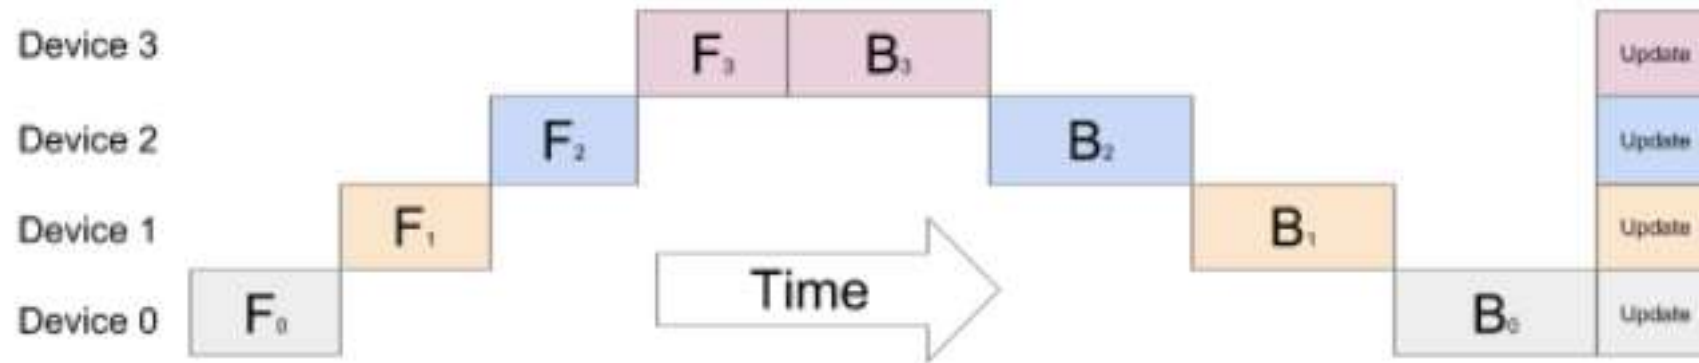 Device 3 F₃ B₃ Update
Device 2 F₂ B₂ Update
Device 1 F₁ B₁ Update
Device 0 F₀ Time B₀ Update